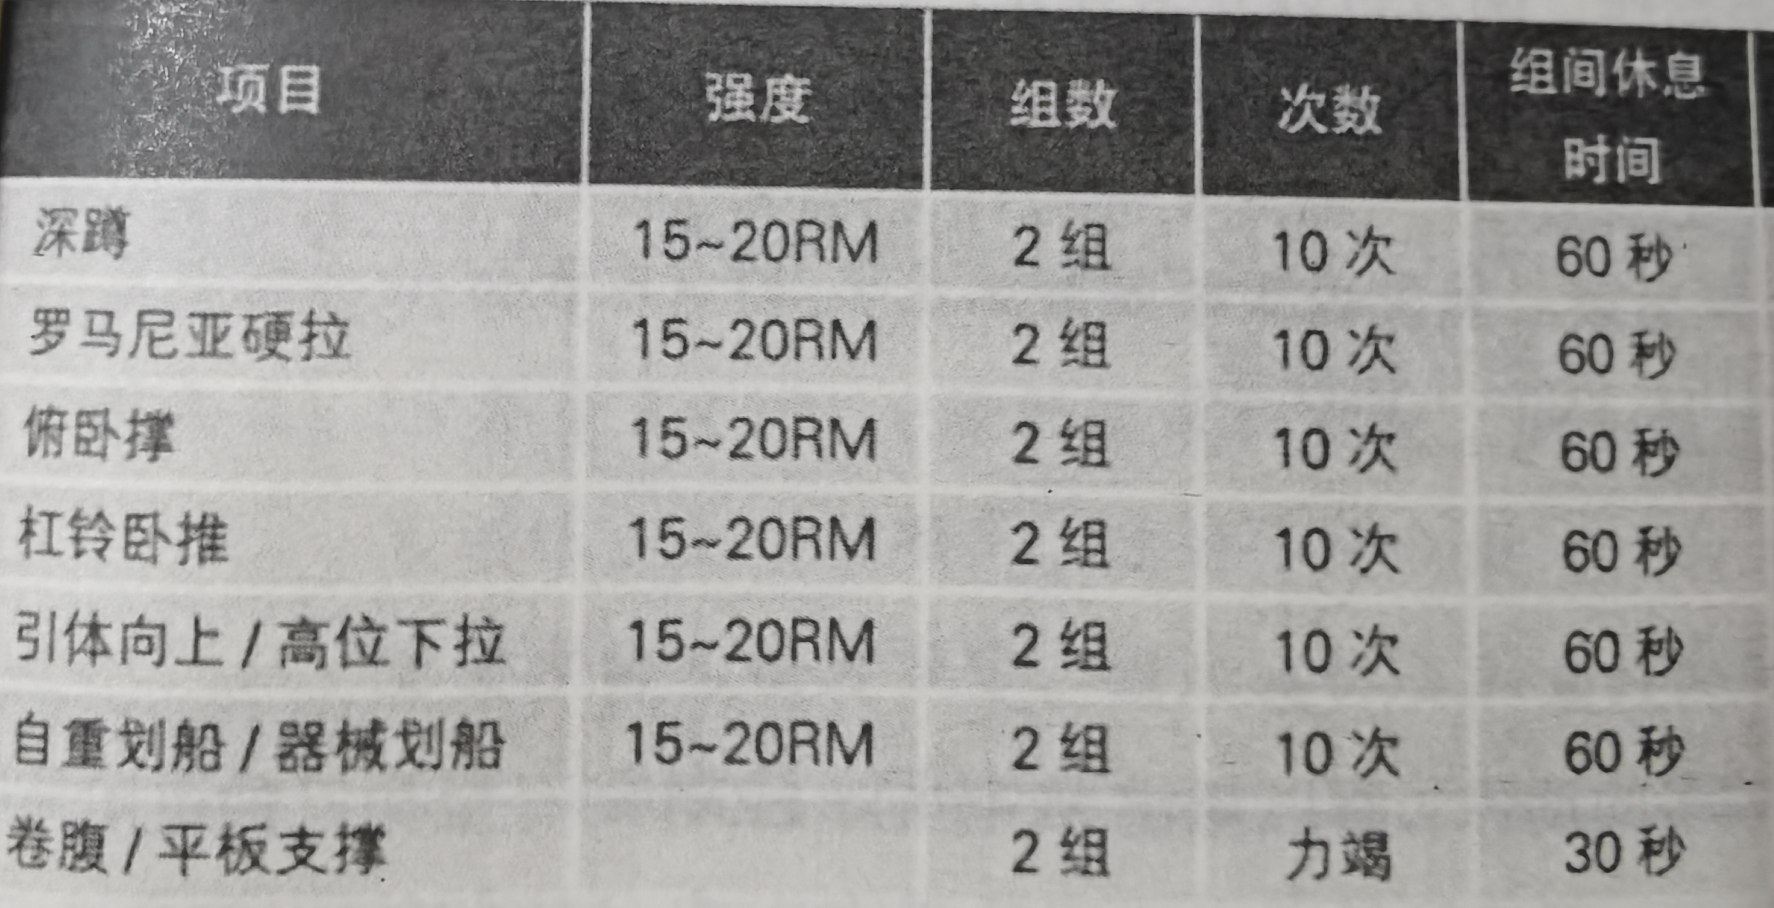 项目 强度 组数 次数 组间休息
时间
深蹲 15~20RM 2 组 10 次 60 秒
罗马尼亚硬拉 15~20RM 2 组 10 次 60 秒
俯卧撑 15~20RM 2 组 10 次 60 秒
杠铃卧推 15~20RM 2 组 10 次 60 秒
引体向上 / 高位下拉 15~20RM 2 组 10 次 60 秒
自重划船 / 器械划船 15~20RM 2 组 10 次 60 秒
卷腹 / 平板支撑 2 组 力竭 30 秒